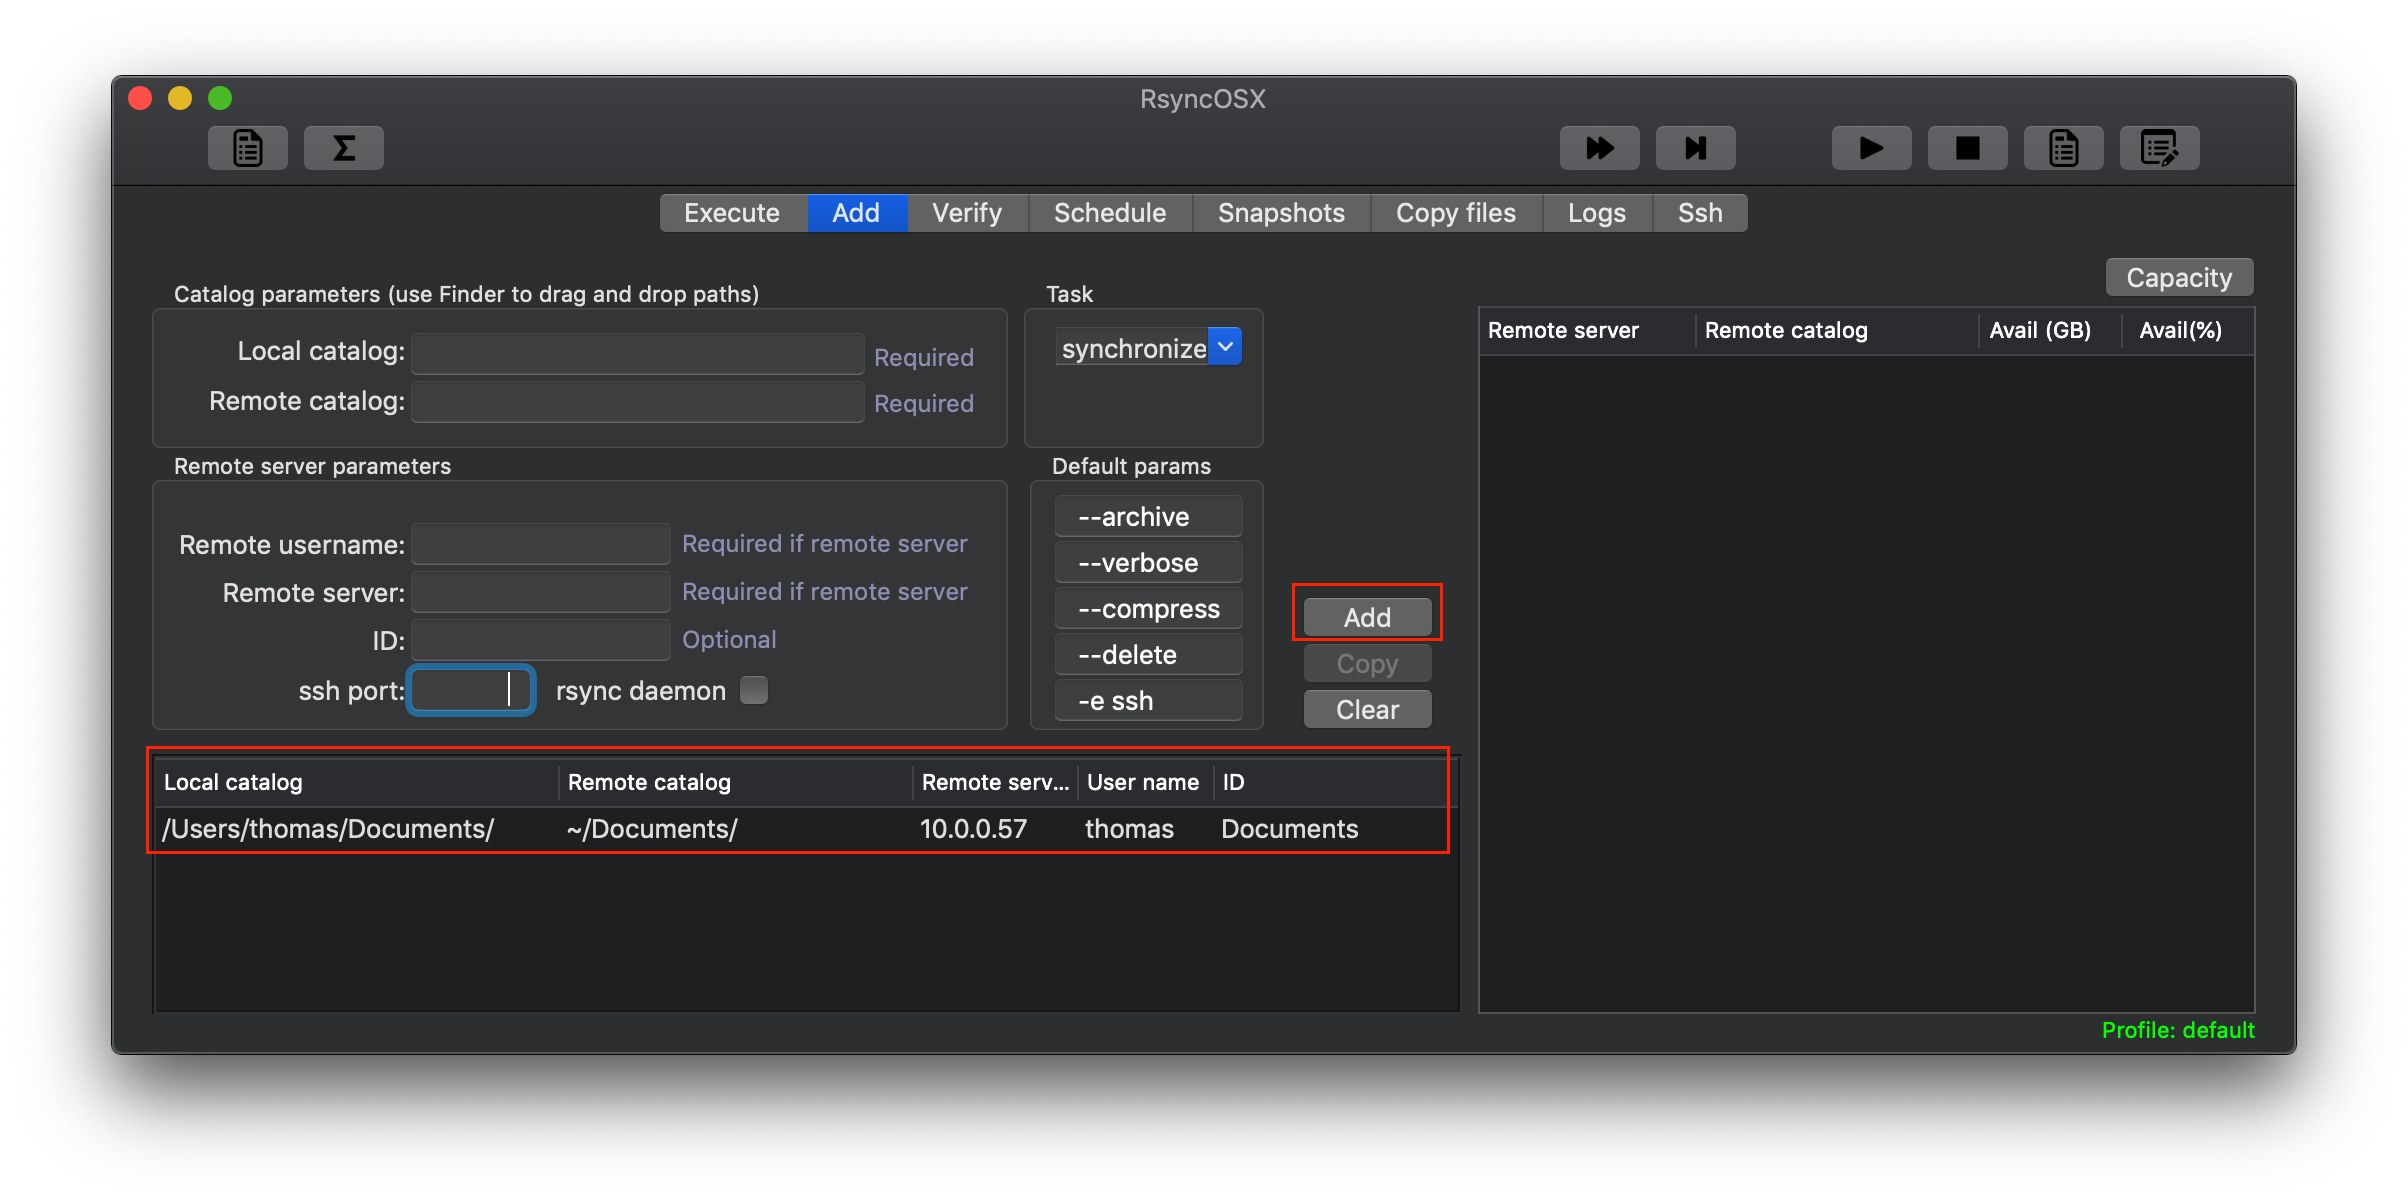 RsyncOSX
Execute Add Verify Schedule Snapshots Copy files Logs Ssh
Capacity
Catalog parameters (use Finder to drag and drop paths)
Local catalog: Required
Remote catalog: Required
Task
synchronize
Remote server parameters
Remote username: Required if remote server
Remote server: Required if remote server
ID: Optional
ssh port: rsync daemon
Default params
--archive
--verbose
--compress
--delete
-e ssh
Add
Copy
Clear
Remote server Remote catalog Avail (GB) Avail(%)
Local catalog Remote catalog Remote serv... User name ID
/Users/thomas/Documents/ ~/Documents/ 10.0.0.57 thomas Documents
Profile: default